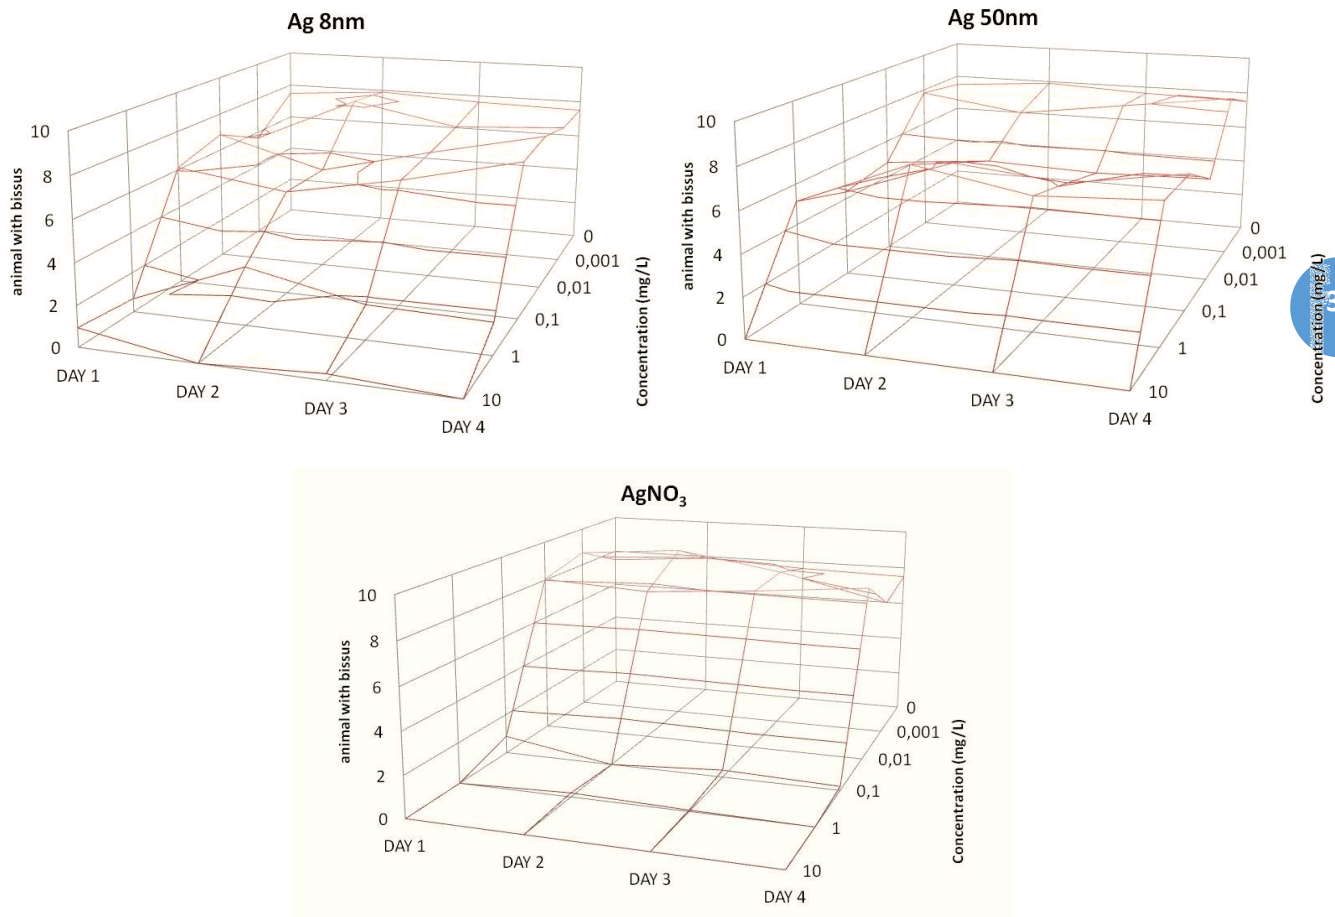 Ag 8nm
animal with bissus
10
8
6
4
2
0
DAY 1
DAY 2
DAY 3
DAY 4
0
0,001
0,01
0,1
1
10
Concentration (mg/L)
Ag 50nm
animal with bissus
10
8
6
4
2
0
DAY 1
DAY 2
DAY 3
DAY 4
0
0,001
0,01
0,1
1
10
Concentration (mg/L)
AgNO₃
animal with bissus
10
8
6
4
2
0
DAY 1
DAY 2
DAY 3
DAY 4
0
0,001
0,01
0,1
1
10
Concentration (mg/L)